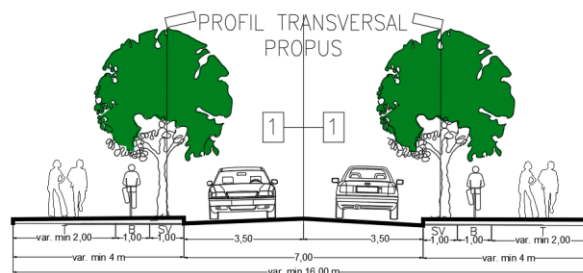 PROFIL TRANSVERSAL
PROPUS
1 1
T B SV SV B T
var. min 2,00 1,00 1,00 3,50 3,50 1,00 1,00 var. min 2,00
var. min 4 m 7,00 var. min 4 m
var. min 16,00 m